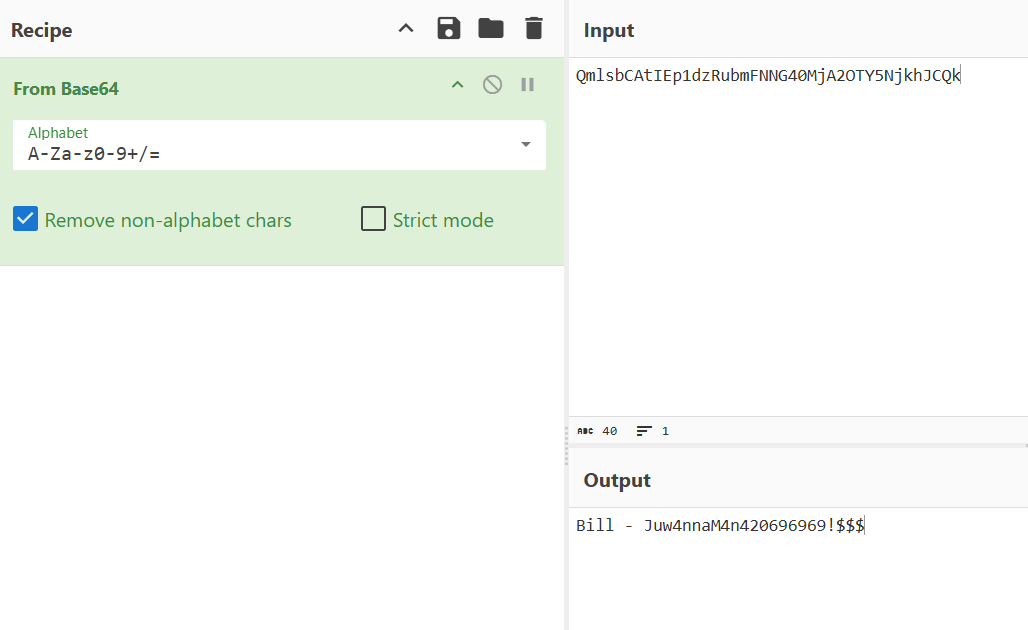 Recipe
From Base64
Alphabet
A-Za-z0-9+/=
Remove non-alphabet chars
Strict mode
Input
QmlsbCAtIEp1dzRubmFNNG40MjA2OTY5NjkhJCQk
ABC 40 1
Output
Bill - Juw4nnaM4n420696969!$$$